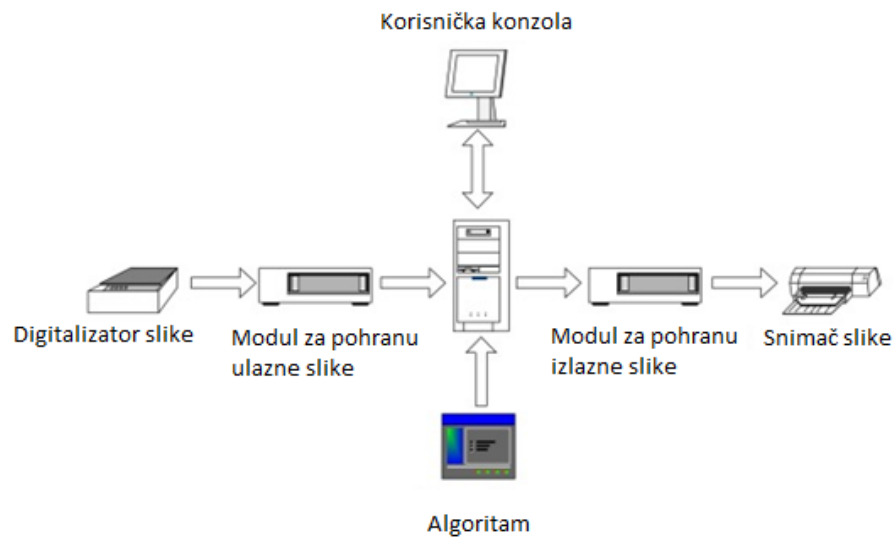 Korisnička konzola
Digitalizator slike
Modul za pohranu
ulazne slike
Modul za pohranu
izlazne slike
Snimač slike
Algoritam